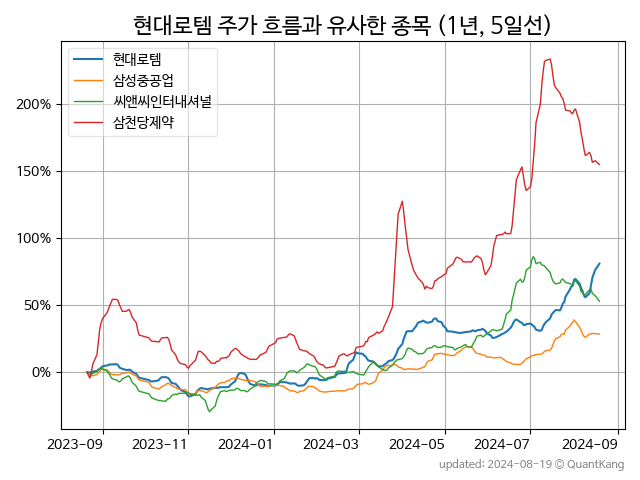 현대로템 주가 흐름과 유사한 종목 (1년, 5일선)
현대로템
삼성중공업
씨앤씨인터내셔널
삼천당제약
200%
150%
100%
50%
0%
2023-09 2023-11 2024-01 2024-03 2024-05 2024-07 2024-09
updated: 2024-08-19 © QuantKang